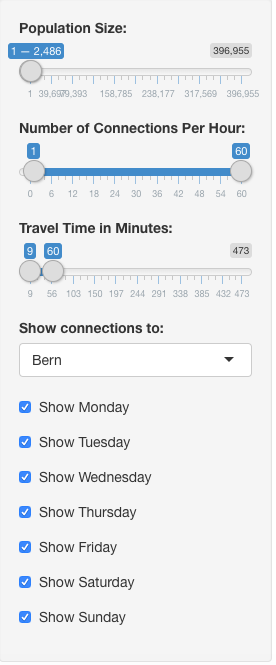 Population Size:
1 — 2,486 396,955
1 39,697 79,393 158,785 238,177 317,569 396,955
Number of Connections Per Hour:
1 60
0 6 12 18 24 30 36 42 48 54 60
Travel Time in Minutes:
9 60 473
9 56 103 150 197 244 291 338 385 432 473
Show connections to:
Bern
Show Monday
Show Tuesday
Show Wednesday
Show Thursday
Show Friday
Show Saturday
Show Sunday